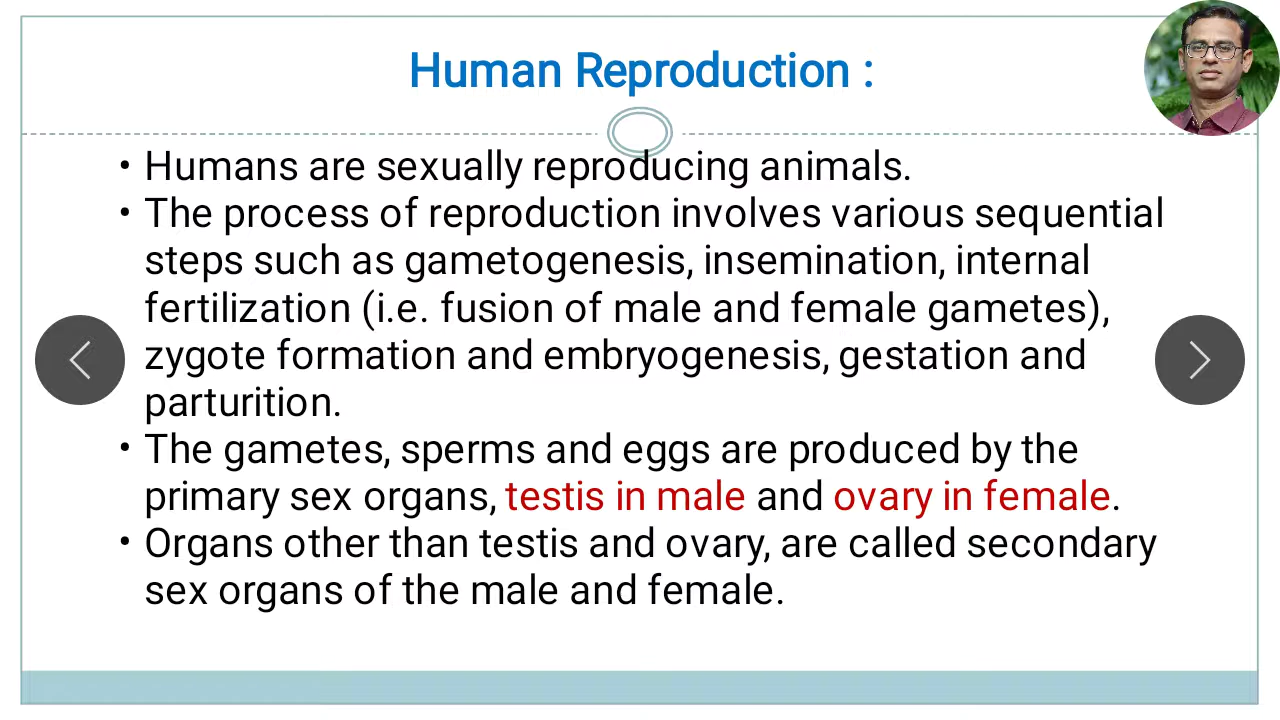 Human Reproduction :
• Humans are sexually reproducing animals.
• The process of reproduction involves various sequential
steps such as gametogenesis, insemination, internal
fertilization (i.e. fusion of male and female gametes),
zygote formation and embryogenesis, gestation and
parturition.
• The gametes, sperms and eggs are produced by the
primary sex organs, testis in male and ovary in female.
• Organs other than testis and ovary, are called secondary
sex organs of the male and female.